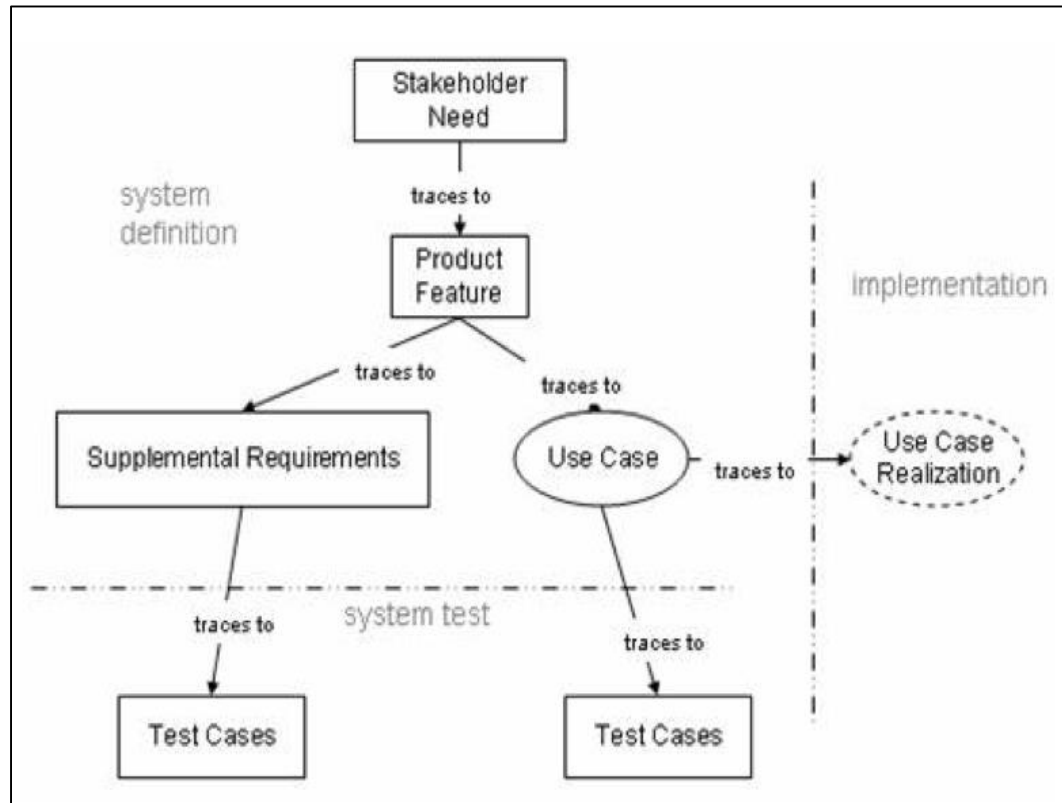 Stakeholder
Need
traces to
system
definition
Product
Feature
implementation
traces to
traces to
Supplemental Requirements
Use Case
traces to
Use Case
Realization
system test
traces to
traces to
Test Cases
Test Cases